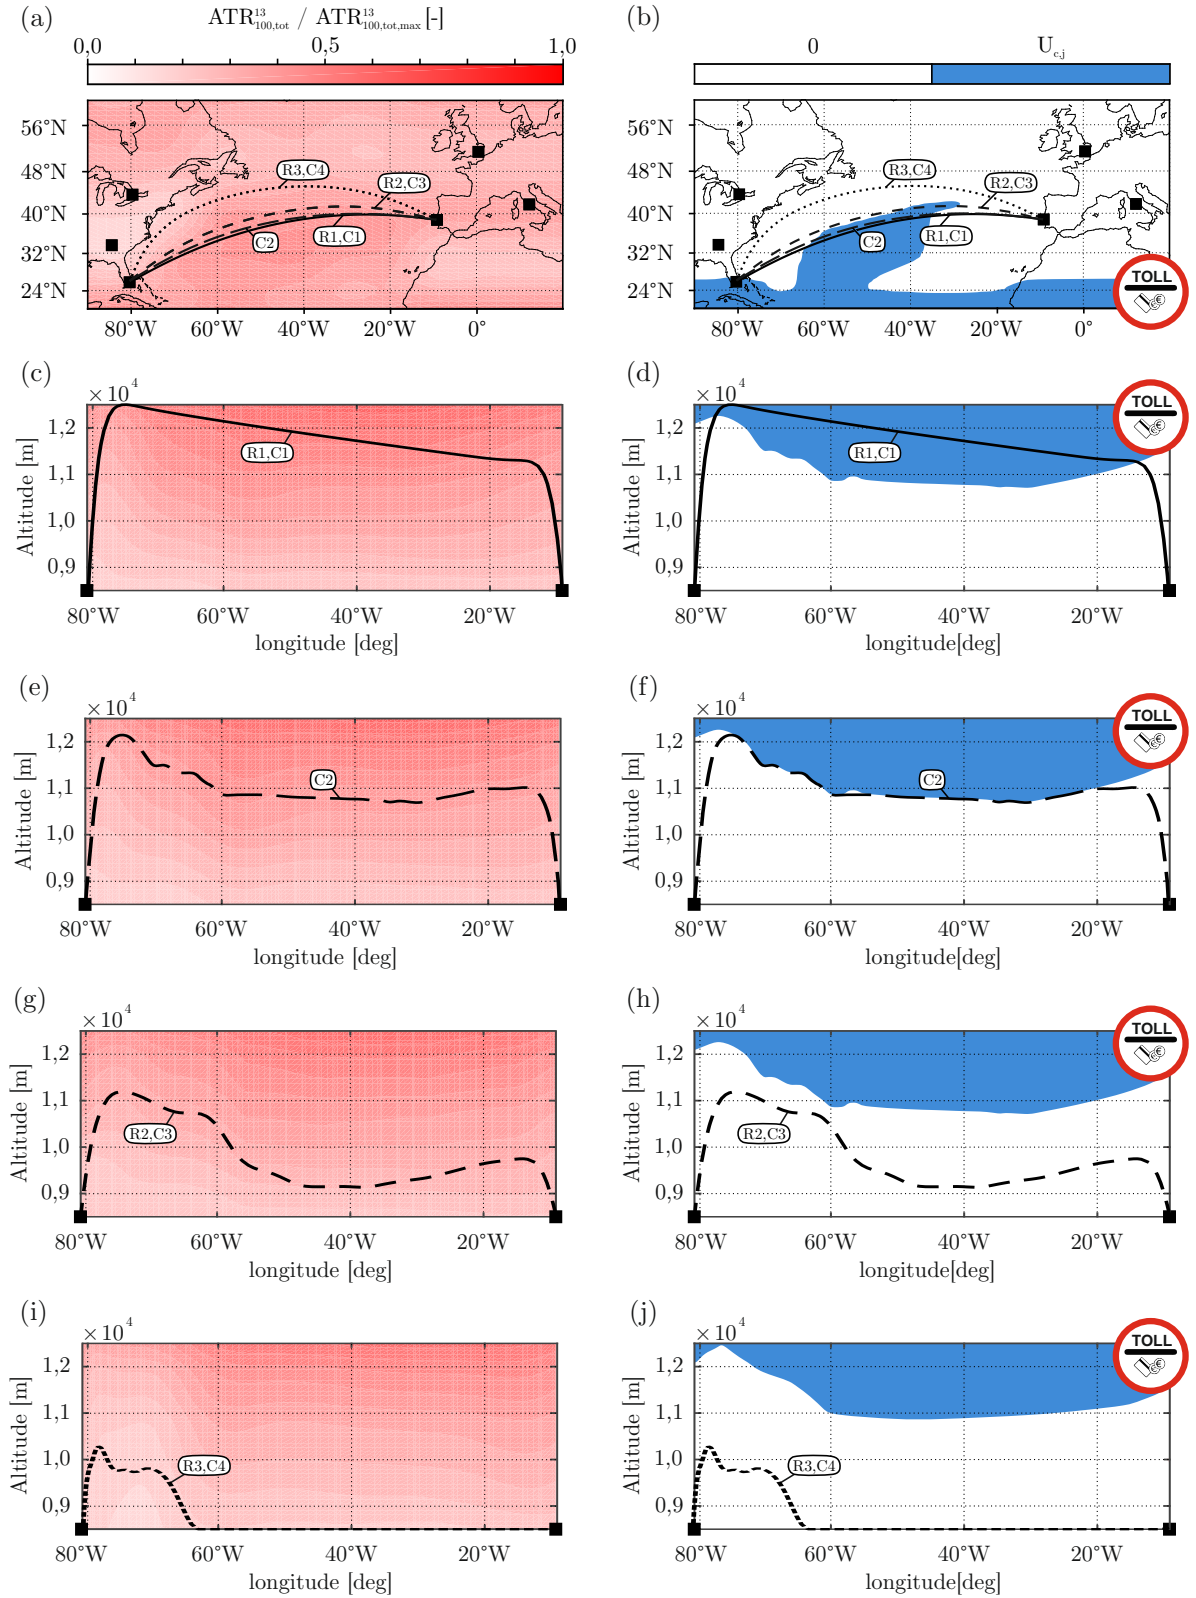 (a)
ATR¹³₁₀₀,ₜₒₜ / ATR¹³₁₀₀,ₜₒₜ,ₘₐₓ [-]
0,0 0,5 1,0
56°N
48°N
40°N
32°N
24°N
R3,C4
R2,C3
C2
R1,C1
80°W 60°W 40°W 20°W 0°
(b)
0 U_c,j
56°N
48°N
40°N
32°N
24°N
R3,C4
R2,C3
C2
R1,C1
TOLL
80°W 60°W 40°W 20°W 0°
(c)
×10⁴
Altitude [m]
1,2
1,1
1,0
0,9
R1,C1
80°W 60°W 40°W 20°W
longitude [deg]
(d)
×10⁴
Altitude [m]
1,2
1,1
1,0
0,9
R1,C1
TOLL
80°W 60°W 40°W 20°W
longitude[deg]
(e)
×10⁴
Altitude [m]
1,2
1,1
1,0
0,9
C2
80°W 60°W 40°W 20°W
longitude [deg]
(f)
×10⁴
Altitude [m]
1,2
1,1
1,0
0,9
C2
TOLL
80°W 60°W 40°W 20°W
longitude[deg]
(g)
×10⁴
Altitude [m]
1,2
1,1
1,0
0,9
R2,C3
80°W 60°W 40°W 20°W
longitude [deg]
(h)
×10⁴
Altitude [m]
1,2
1,1
1,0
0,9
R2,C3
TOLL
80°W 60°W 40°W 20°W
longitude[deg]
(i)
×10⁴
Altitude [m]
1,2
1,1
1,0
0,9
R3,C4
80°W 60°W 40°W 20°W
longitude [deg]
(j)
×10⁴
Altitude [m]
1,2
1,1
1,0
0,9
R3,C4
TOLL
80°W 60°W 40°W 20°W
longitude[deg]